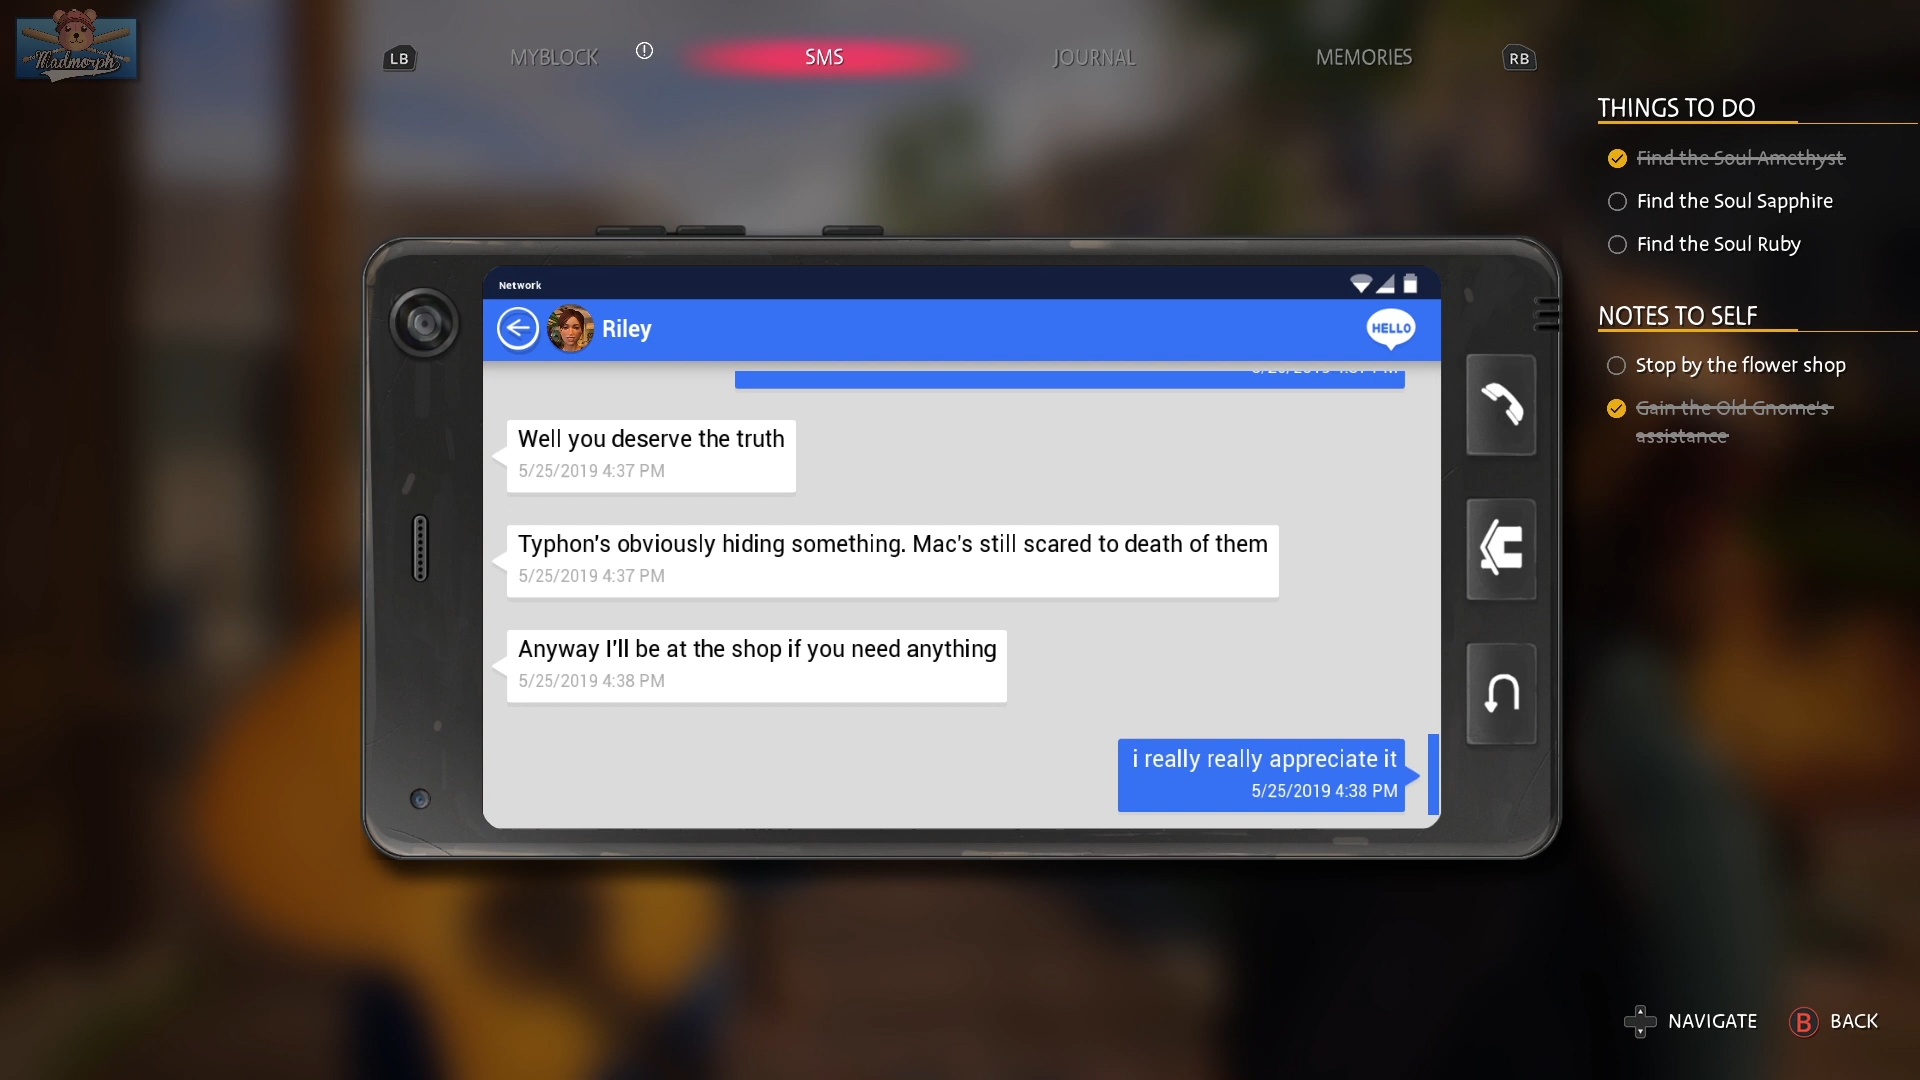 Madmorph
LB
MYBLOCK
SMS
JOURNAL
MEMORIES
RB
THINGS TO DO
Find the Soul Amethyst
Find the Soul Sapphire
Find the Soul Ruby
NOTES TO SELF
Stop by the flower shop
Gain the Old Gnome's
assistance
Network
Riley
HELLO
Well you deserve the truth
5/25/2019 4:37 PM
Typhon's obviously hiding something. Mac's still scared to death of them
5/25/2019 4:37 PM
Anyway I'll be at the shop if you need anything
5/25/2019 4:38 PM
i really really appreciate it
5/25/2019 4:38 PM
NAVIGATE
B BACK